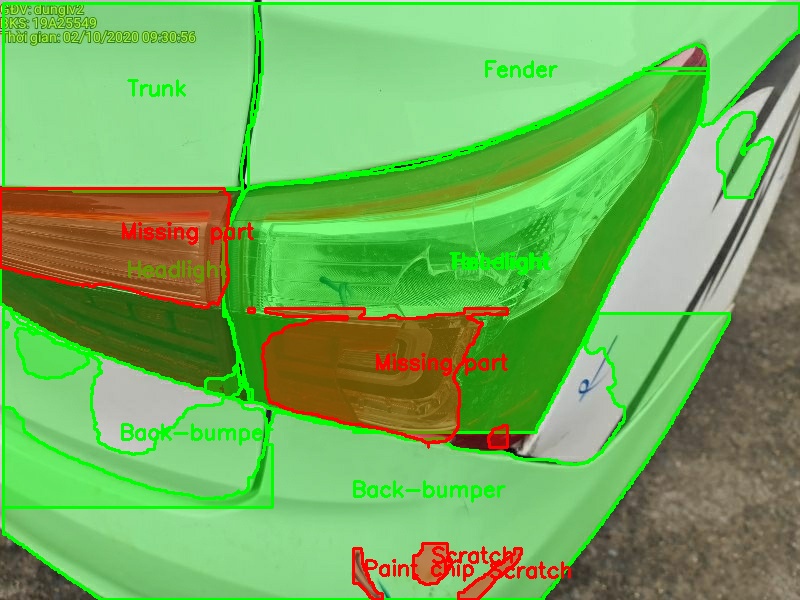 GĐV: dunglv2
BKS: 19A25549
Thời gian: 02/10/2020 09:30:56
Fender
Trunk
Missing part
Headlight
Headlight
Missing part
Back-bumper
Back-bumper
Scratch
Paint chip
Scratch